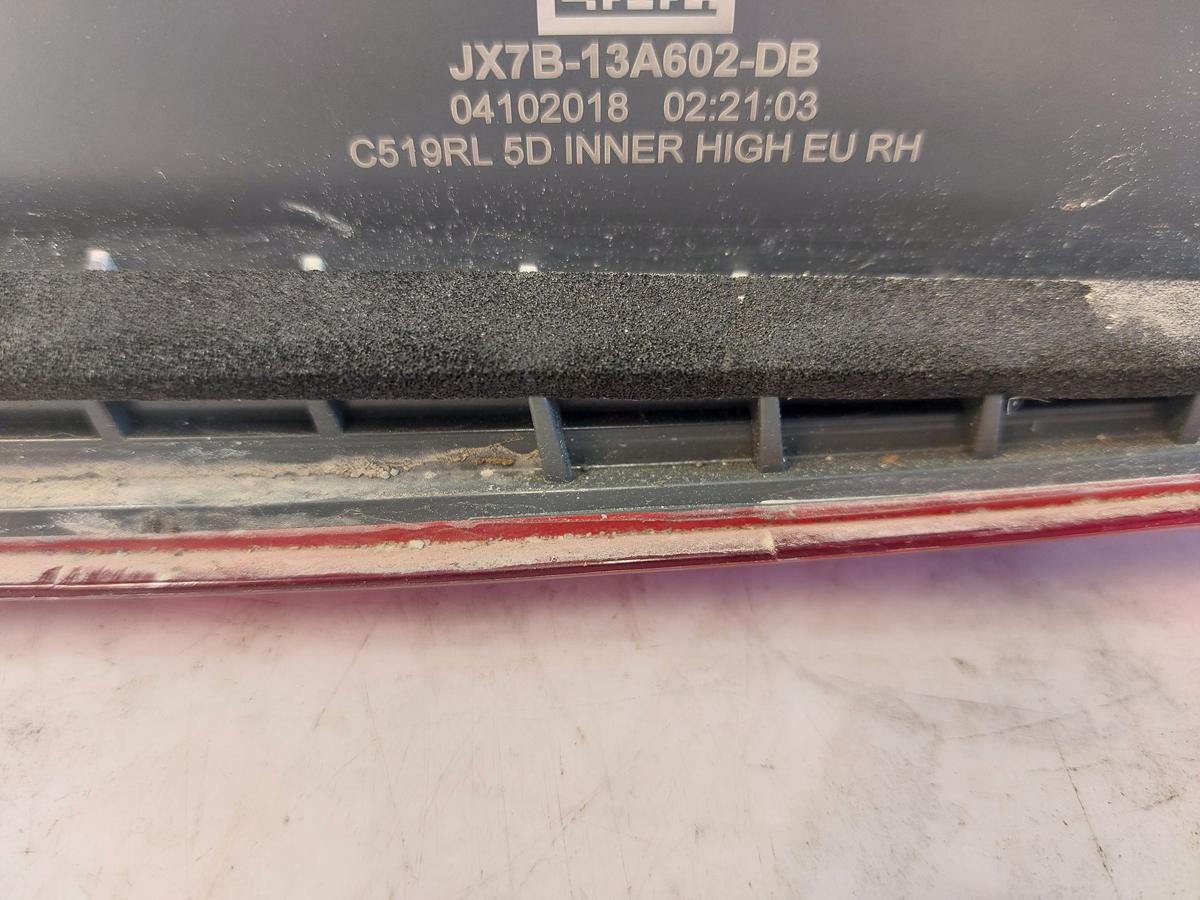 JX7B-13A602-DB
04102018 02:21:03
C519RL 5D INNER HIGH EU RH